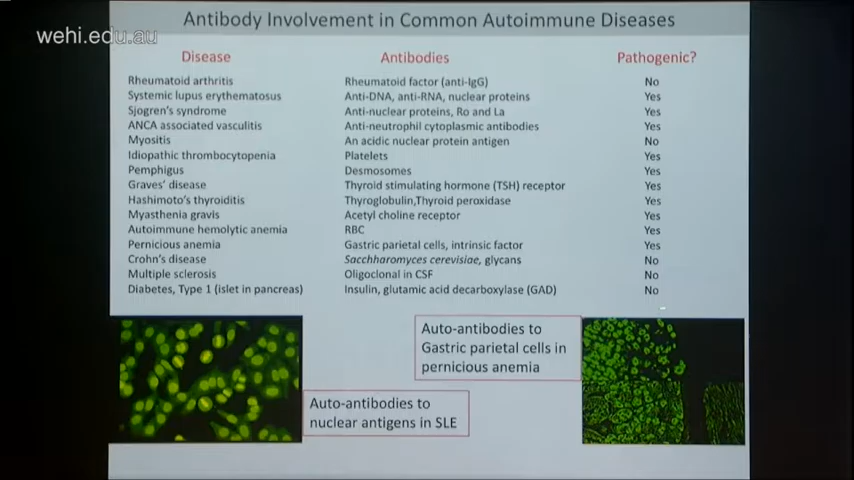 Antibody Involvement in Common Autoimmune Diseases
wehi.edu.au
Disease Antibodies Pathogenic?
Rheumatoid arthritis Rheumatoid factor (anti-IgG) No
Systemic lupus erythematosus Anti-DNA, anti-RNA, nuclear proteins Yes
Sjogren's syndrome Anti-nuclear proteins, Ro and La Yes
ANCA associated vasculitis Anti-neutrophil cytoplasmic antibodies Yes
Myositis An acidic nuclear protein antigen No
Idiopathic thrombocytopenia Platelets Yes
Pemphigus Desmosomes Yes
Graves' disease Thyroid stimulating hormone (TSH) receptor Yes
Hashimoto's thyroiditis Thyroglobulin,Thyroid peroxidase Yes
Myasthenia gravis Acetyl choline receptor Yes
Autoimmune hemolytic anemia RBC Yes
Pernicious anemia Gastric parietal cells, intrinsic factor Yes
Crohn's disease Sacchharomyces cerevisiae, glycans No
Multiple sclerosis Oligoclonal in CSF No
Diabetes, Type 1 (islet in pancreas) Insulin, glutamic acid decarboxylase (GAD) No
Auto-antibodies to
Gastric parietal cells in
pernicious anemia
Auto-antibodies to
nuclear antigens in SLE